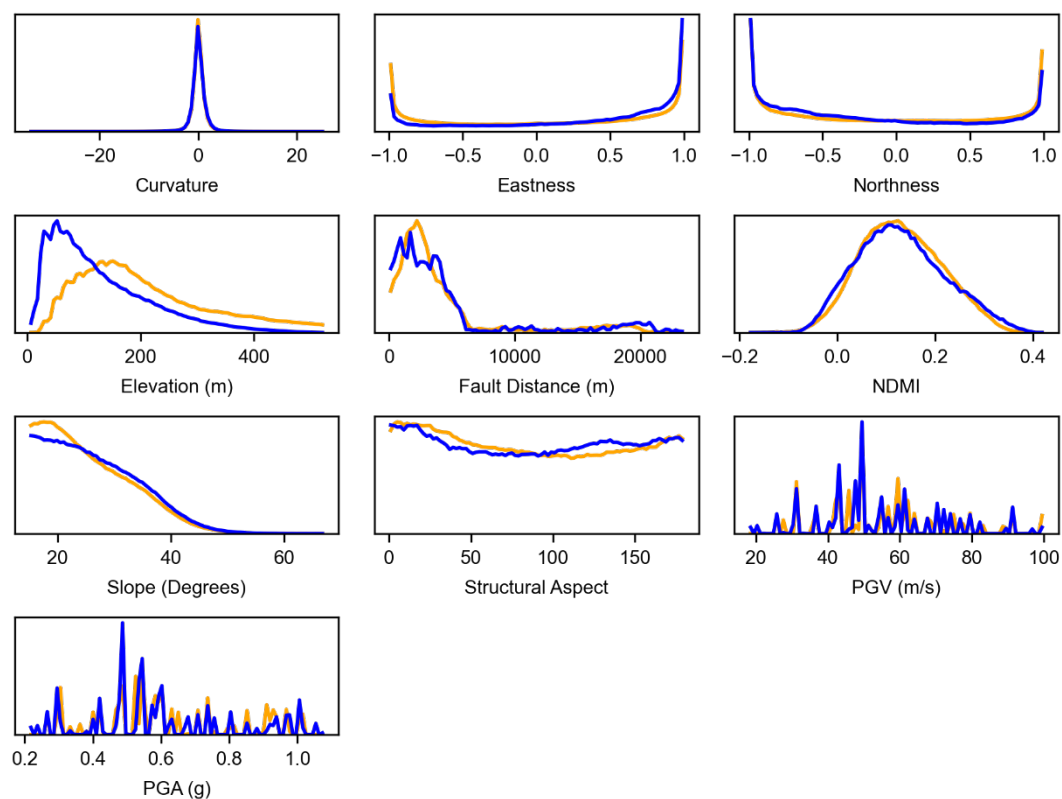 −20 0 20
Curvature
−1.0 −0.5 0.0 0.5 1.0
Eastness
−1.0 −0.5 0.0 0.5 1.0
Northness
0 200 400
Elevation (m)
0 10000 20000
Fault Distance (m)
−0.2 0.0 0.2 0.4
NDMI
20 40 60
Slope (Degrees)
0 50 100 150
Structural Aspect
20 40 60 80 100
PGV (m/s)
0.2 0.4 0.6 0.8 1.0
PGA (g)